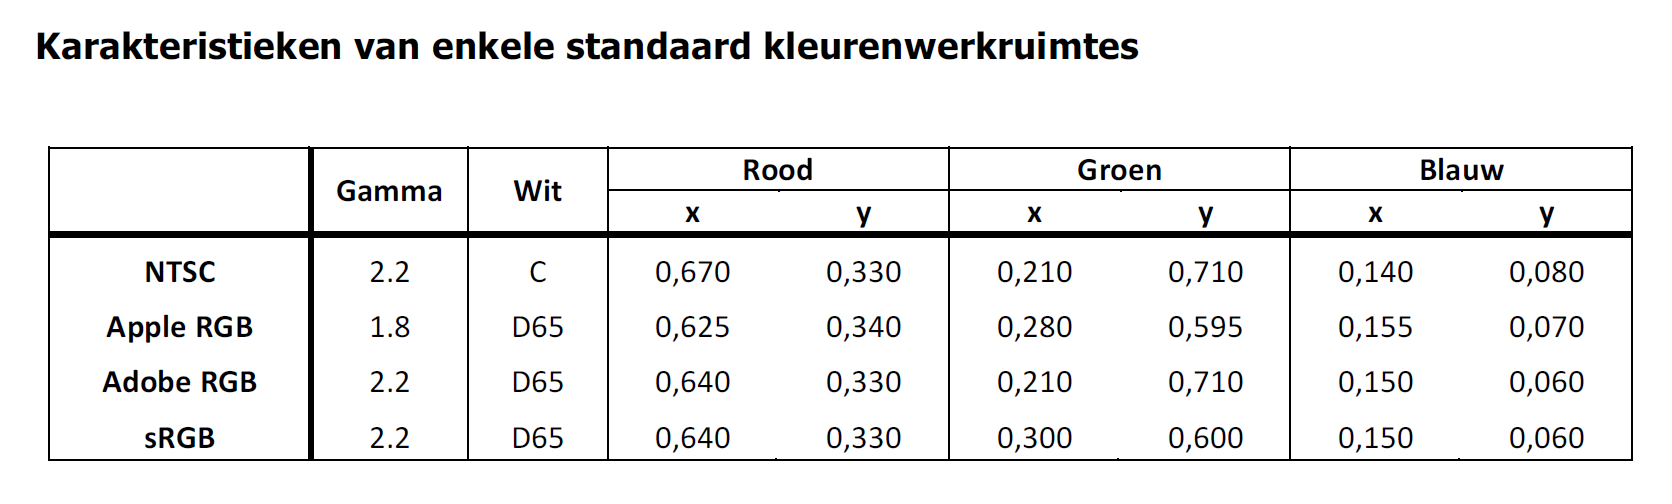 Karakteristieken van enkele standaard kleurenwerkruimtes
Gamma Wit Rood Groen Blauw
x y x y x y
NTSC 2.2 C 0,670 0,330 0,210 0,710 0,140 0,080
Apple RGB 1.8 D65 0,625 0,340 0,280 0,595 0,155 0,070
Adobe RGB 2.2 D65 0,640 0,330 0,210 0,710 0,150 0,060
sRGB 2.2 D65 0,640 0,330 0,300 0,600 0,150 0,060